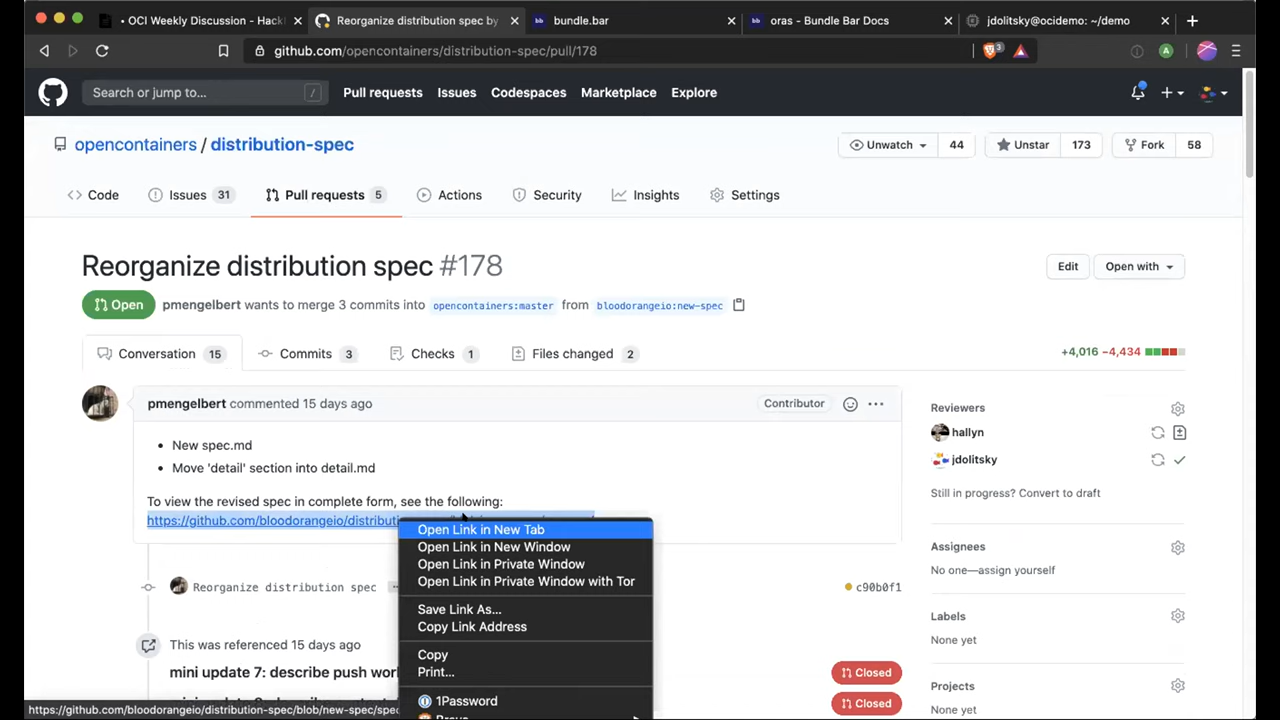 OCI Weekly Discussion - Hack
Reorganize distribution spec by
bundle.bar
oras - Bundle Bar Docs
jdolitsky@ocidemo: ~/demo
github.com/opencontainers/distribution-spec/pull/178
3
A
Search or jump to...
/
Pull requests
Issues
Codespaces
Marketplace
Explore
opencontainers / distribution-spec
Unwatch 44
Unstar 173
Fork 58
Code
Issues 31
Pull requests 5
Actions
Security
Insights
Settings
Reorganize distribution spec #178
Edit
Open with
Open pmengelbert wants to merge 3 commits into opencontainers:master from bloodorangeio:new-spec
Conversation 15
Commits 3
Checks 1
Files changed 2
+4,016 −4,434
pmengelbert commented 15 days ago
Contributor
• New spec.md
• Move 'detail' section into detail.md
To view the revised spec in complete form, see the following:
https://github.com/bloodorangeio/distributi
Open Link in New Tab
Open Link in New Window
Open Link in Private Window
Open Link in Private Window with Tor
Save Link As...
Copy Link Address
Copy
Print...
1Password
Brave
Reorganize distribution spec
c90b0f1
This was referenced 15 days ago
mini update 7: describe push wor
Closed
Closed
Reviewers
hallyn
jdolitsky
Still in progress? Convert to draft
Assignees
No one—assign yourself
Labels
None yet
Projects
None yet
https://github.com/bloodorangeio/distribution-spec/blob/new-spec/spec